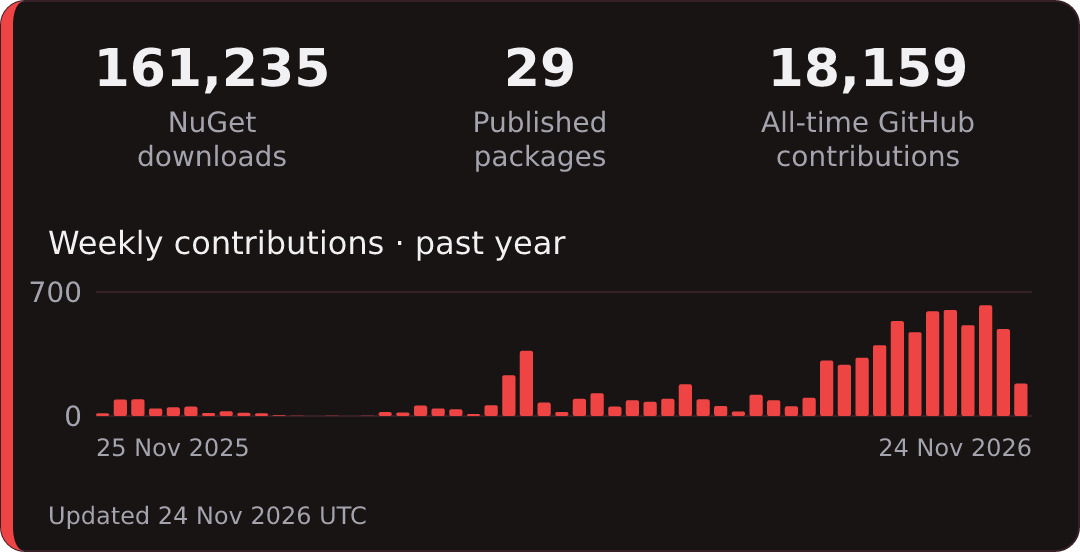 161,235
29
18,159
NuGet
downloads
Published
packages
All-time GitHub
contributions
Weekly contributions · past year
700
0
25 Nov 2025
24 Nov 2026
Updated 24 Nov 2026 UTC